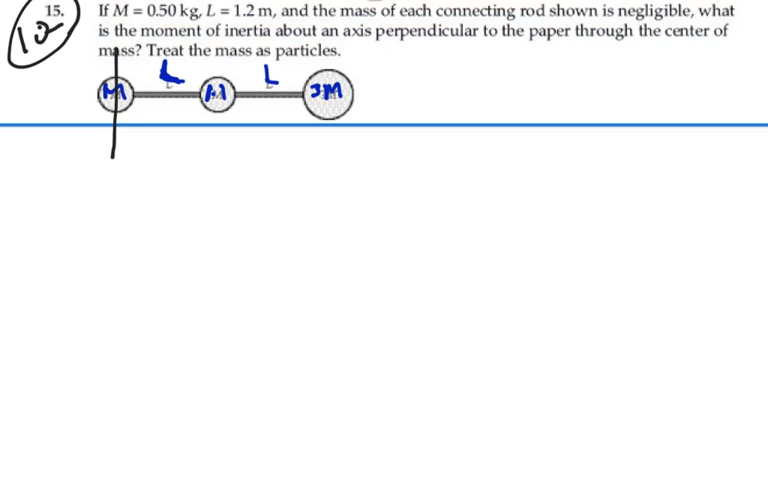 12
15. If M = 0.50 kg, L = 1.2 m, and the mass of each connecting rod shown is negligible, what
is the moment of inertia about an axis perpendicular to the paper through the center of
mass? Treat the mass as particles.
L L
M M 3M